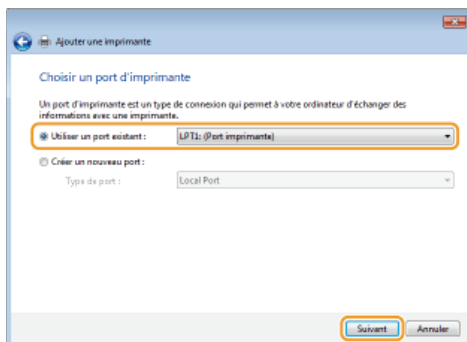 Ajouter une imprimante
Choisir un port d'imprimante
Un port d'imprimante est un type de connexion qui permet à votre ordinateur d'échanger des
informations avec une imprimante.
Utiliser un port existant :
LPT1: (Port imprimante)
Créer un nouveau port :
Type de port :
Local Port
Suivant
Annuler